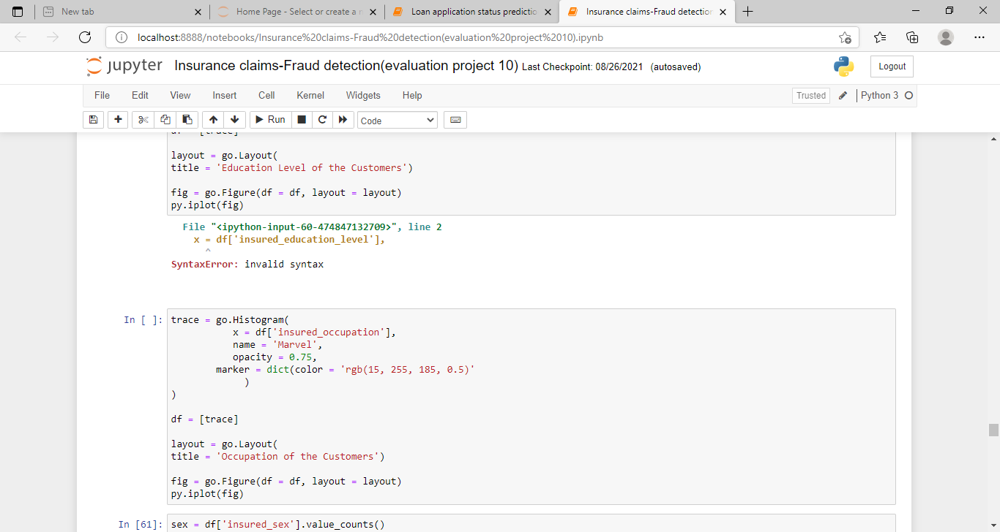 New tab
Home Page - Select or create a n
Loan application status predictio
Insurance claims-Fraud detection
localhost:8888/notebooks/Insurance%20claims-Fraud%20detection(evaluation%20project%2010).ipynb
jupyter Insurance claims-Fraud detection(evaluation project 10) Last Checkpoint: 08/26/2021 (autosaved)
Logout
File Edit View Insert Cell Kernel Widgets Help
Trusted Python 3
Run Code
df = [trace]
layout = go.Layout(
title = 'Education Level of the Customers')
fig = go.Figure(df = df, layout = layout)
py.iplot(fig)
File "<ipython-input-60-474847132709>", line 2
x = df['insured_education_level'],
^
SyntaxError: invalid syntax
In [ ]: trace = go.Histogram(
x = df['insured_occupation'],
name = 'Marvel',
opacity = 0.75,
marker = dict(color = 'rgb(15, 255, 185, 0.5)'
)
)
df = [trace]
layout = go.Layout(
title = 'Occupation of the Customers')
fig = go.Figure(df = df, layout = layout)
py.iplot(fig)
In [61]: sex = df['insured_sex'].value_counts()